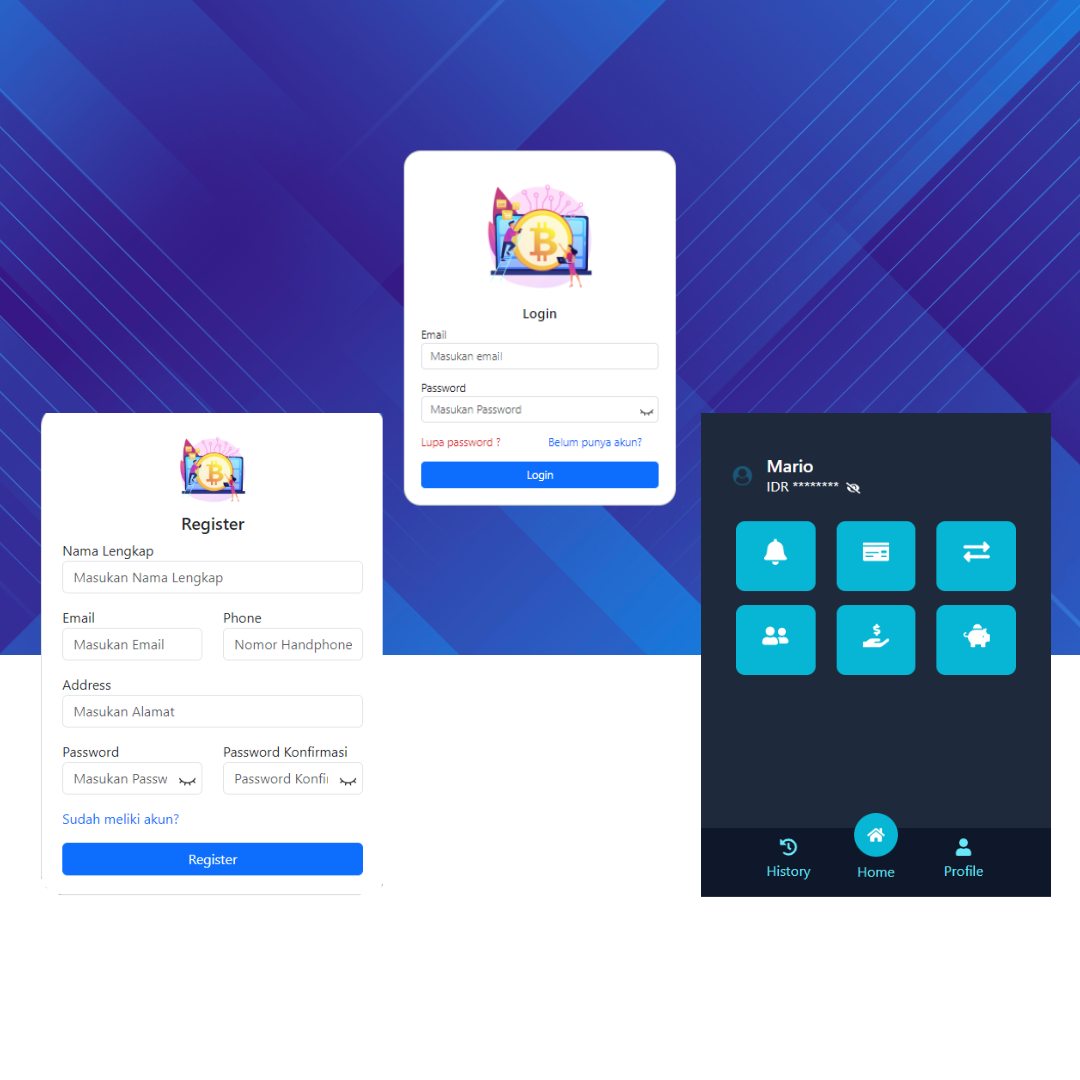 Login
Email
Masukan email
Password
Masukan Password
Lupa password ?
Belum punya akun?
Login
Register
Nama Lengkap
Masukan Nama Lengkap
Email Phone
Masukan Email Nomor Handphone
Address
Masukan Alamat
Password Password Konfirmasi
Masukan Passw Password Konfi
Sudah meliki akun?
Register
Mario
IDR ********
History Home Profile